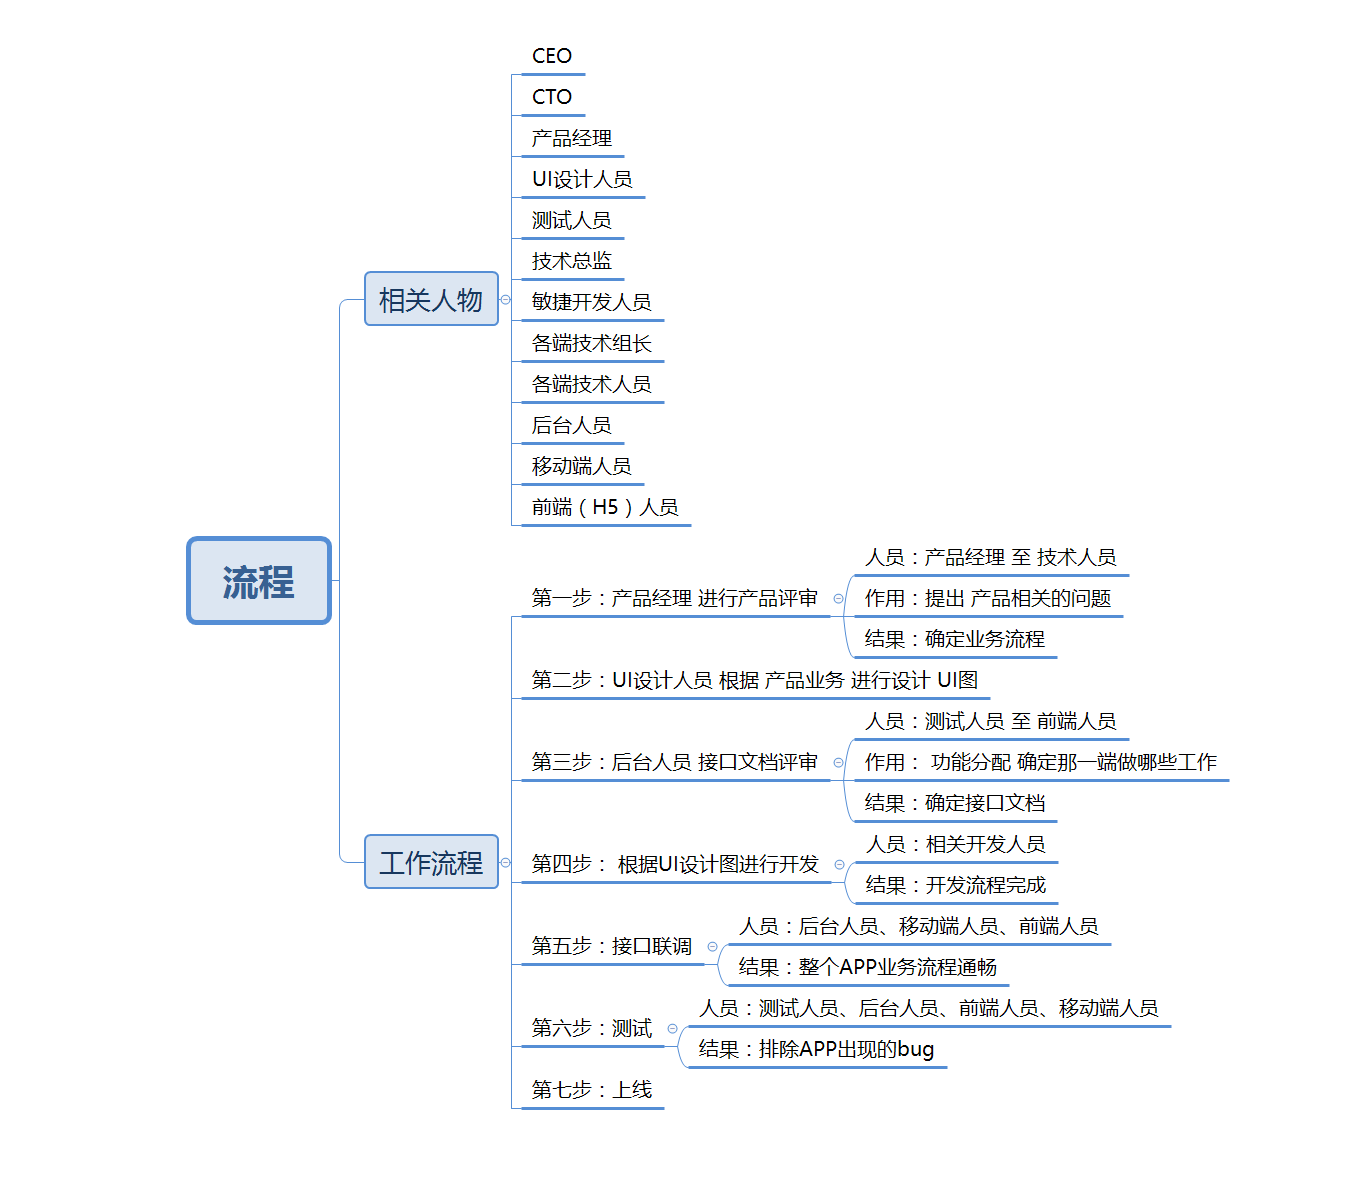 流程
相关人物
CEO
CTO
产品经理
UI设计人员
测试人员
技术总监
敏捷开发人员
各端技术组长
各端技术人员
后台人员
移动端人员
前端（H5）人员
工作流程
第一步：产品经理 进行产品评审
人员：产品经理 至 技术人员
作用：提出 产品相关的问题
结果：确定业务流程
第二步：UI设计人员 根据 产品业务 进行设计 UI图
第三步：后台人员 接口文档评审
人员：测试人员 至 前端人员
作用： 功能分配 确定那一端做哪些工作
结果：确定接口文档
第四步： 根据UI设计图进行开发
人员：相关开发人员
结果：开发流程完成
第五步：接口联调
人员：后台人员、移动端人员、前端人员
结果：整个APP业务流程通畅
第六步：测试
人员：测试人员、后台人员、前端人员、移动端人员
结果：排除APP出现的bug
第七步：上线